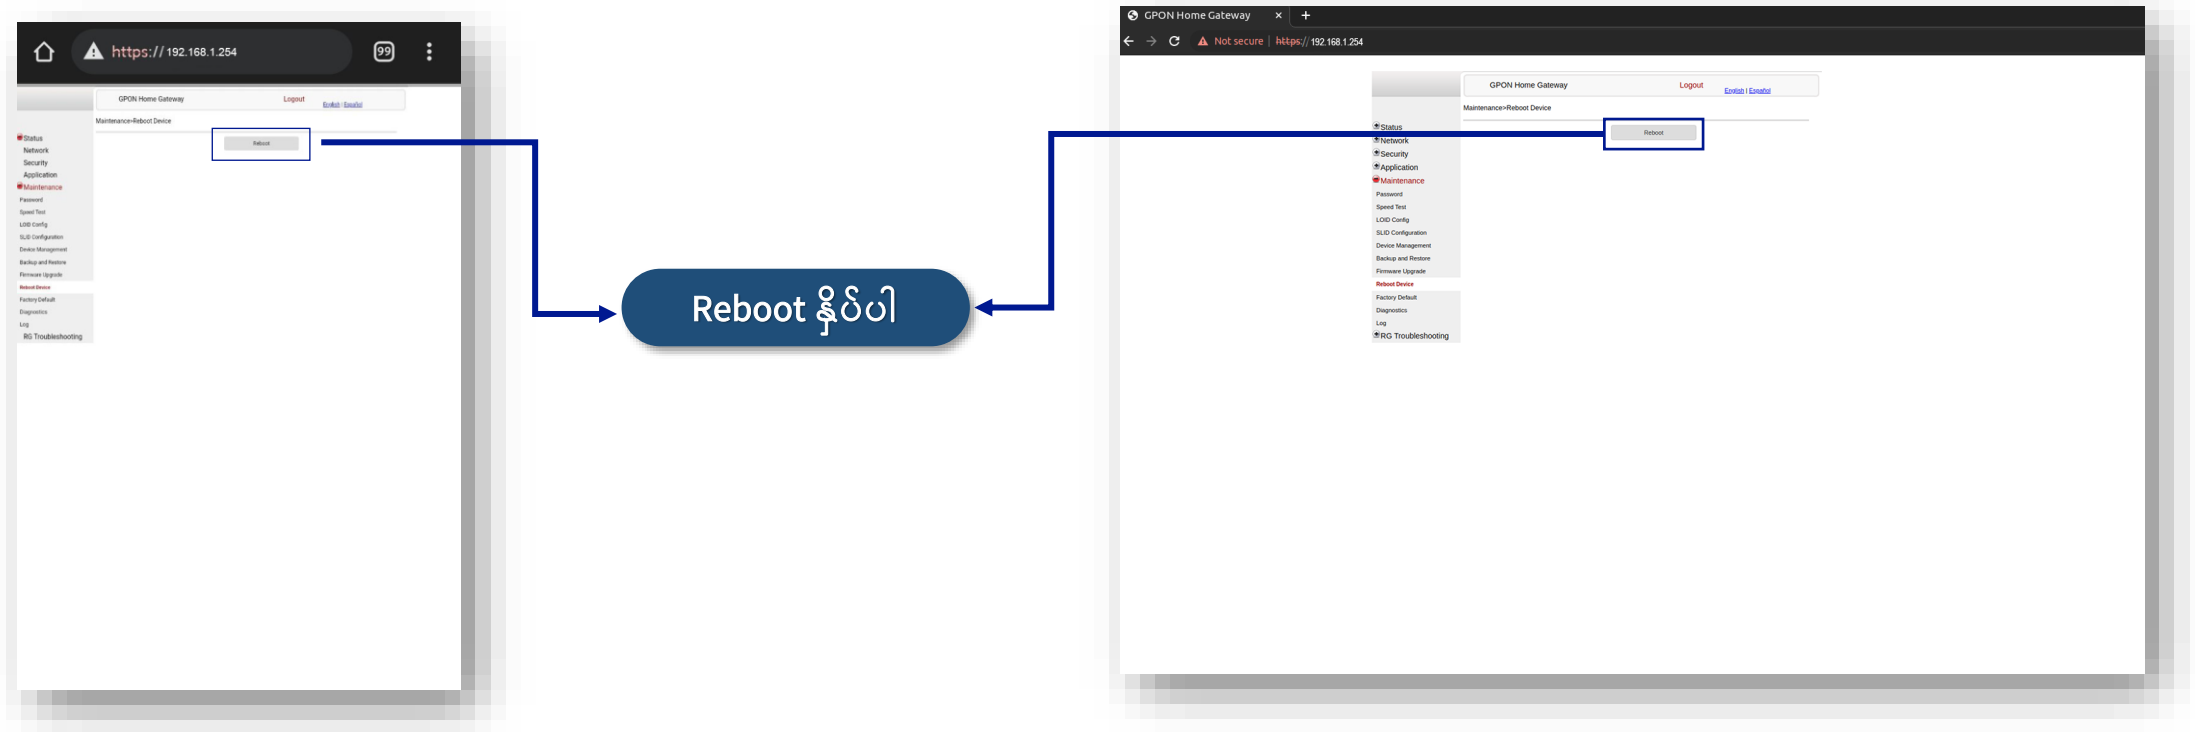 https://192.168.1.254
99
GPON Home Gateway
Logout
English | Español
Maintenance>Reboot Device
Reboot
Status
Network
Security
Application
Maintenance
Password
Speed Test
LOID Config
SLID Configuration
Device Management
Backup and Restore
Firmware Upgrade
Reboot Device
Factory Default
Diagnostics
Log
RG Troubleshooting
Reboot နှိပ်ပါ
GPON Home Gateway
Not secure | https://192.168.1.254
GPON Home Gateway
Logout
English | Español
Maintenance>Reboot Device
Reboot
Status
Network
Security
Application
Maintenance
Password
Speed Test
LOID Config
SLID Configuration
Device Management
Backup and Restore
Firmware Upgrade
Reboot Device
Factory Default
Diagnostics
Log
RG Troubleshooting